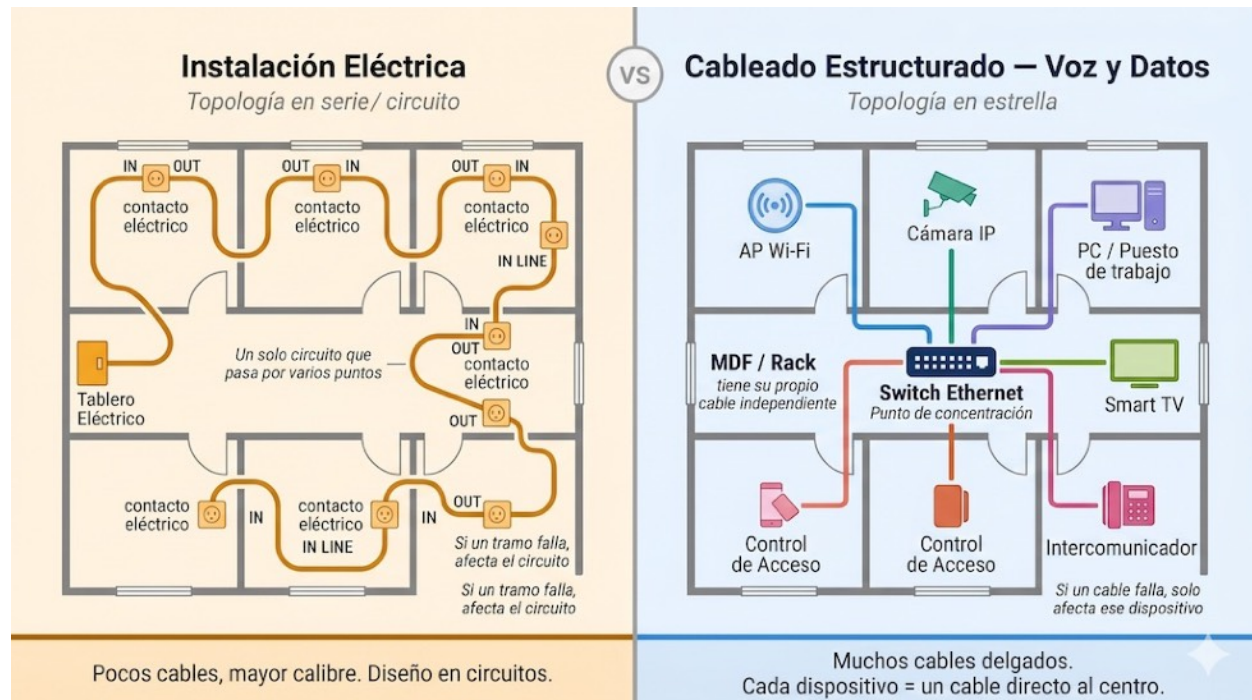 Instalación Eléctrica
Topología en serie / circuito
IN
OUT
contacto
eléctrico
OUT
IN
contacto
eléctrico
OUT
IN
contacto
eléctrico
IN LINE
Tablero
Eléctrico
Un solo circuito que
pasa por varios puntos
IN
OUT
contacto
eléctrico
OUT
contacto
eléctrico
IN
contacto
eléctrico
IN LINE
IN
OUT
Si un tramo falla,
afecta el circuito
Si un tramo falla,
afecta el circuito
Pocos cables, mayor calibre. Diseño en circuitos.
VS
Cableado Estructurado — Voz y Datos
Topología en estrella
AP Wi-Fi
Cámara IP
PC / Puesto
de trabajo
MDF / Rack
tiene su propio
cable independiente
Switch Ethernet
Punto de concentración
Smart TV
Control
de Acceso
Control
de Acceso
Intercomunicador
Si un cable falla, solo
afecta ese dispositivo
Muchos cables delgados.
Cada dispositivo = un cable directo al centro.